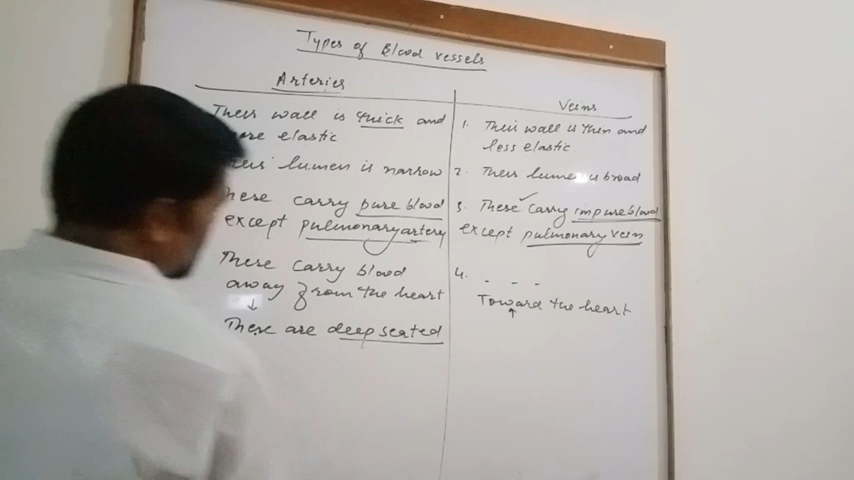 Types of Blood vessels
Arteries
Their wall is thick and
more elastic
Their lumen is narrow
These carry pure blood
except pulmonary artery
These carry blood
away from the heart
↓
These are deep seated
Veins
1. Their wall is thin and
less elastic.
2. Their lumen is broad
3. These carry impure blood
except pulmonary vein
4. - - -
Toward the heart
↑